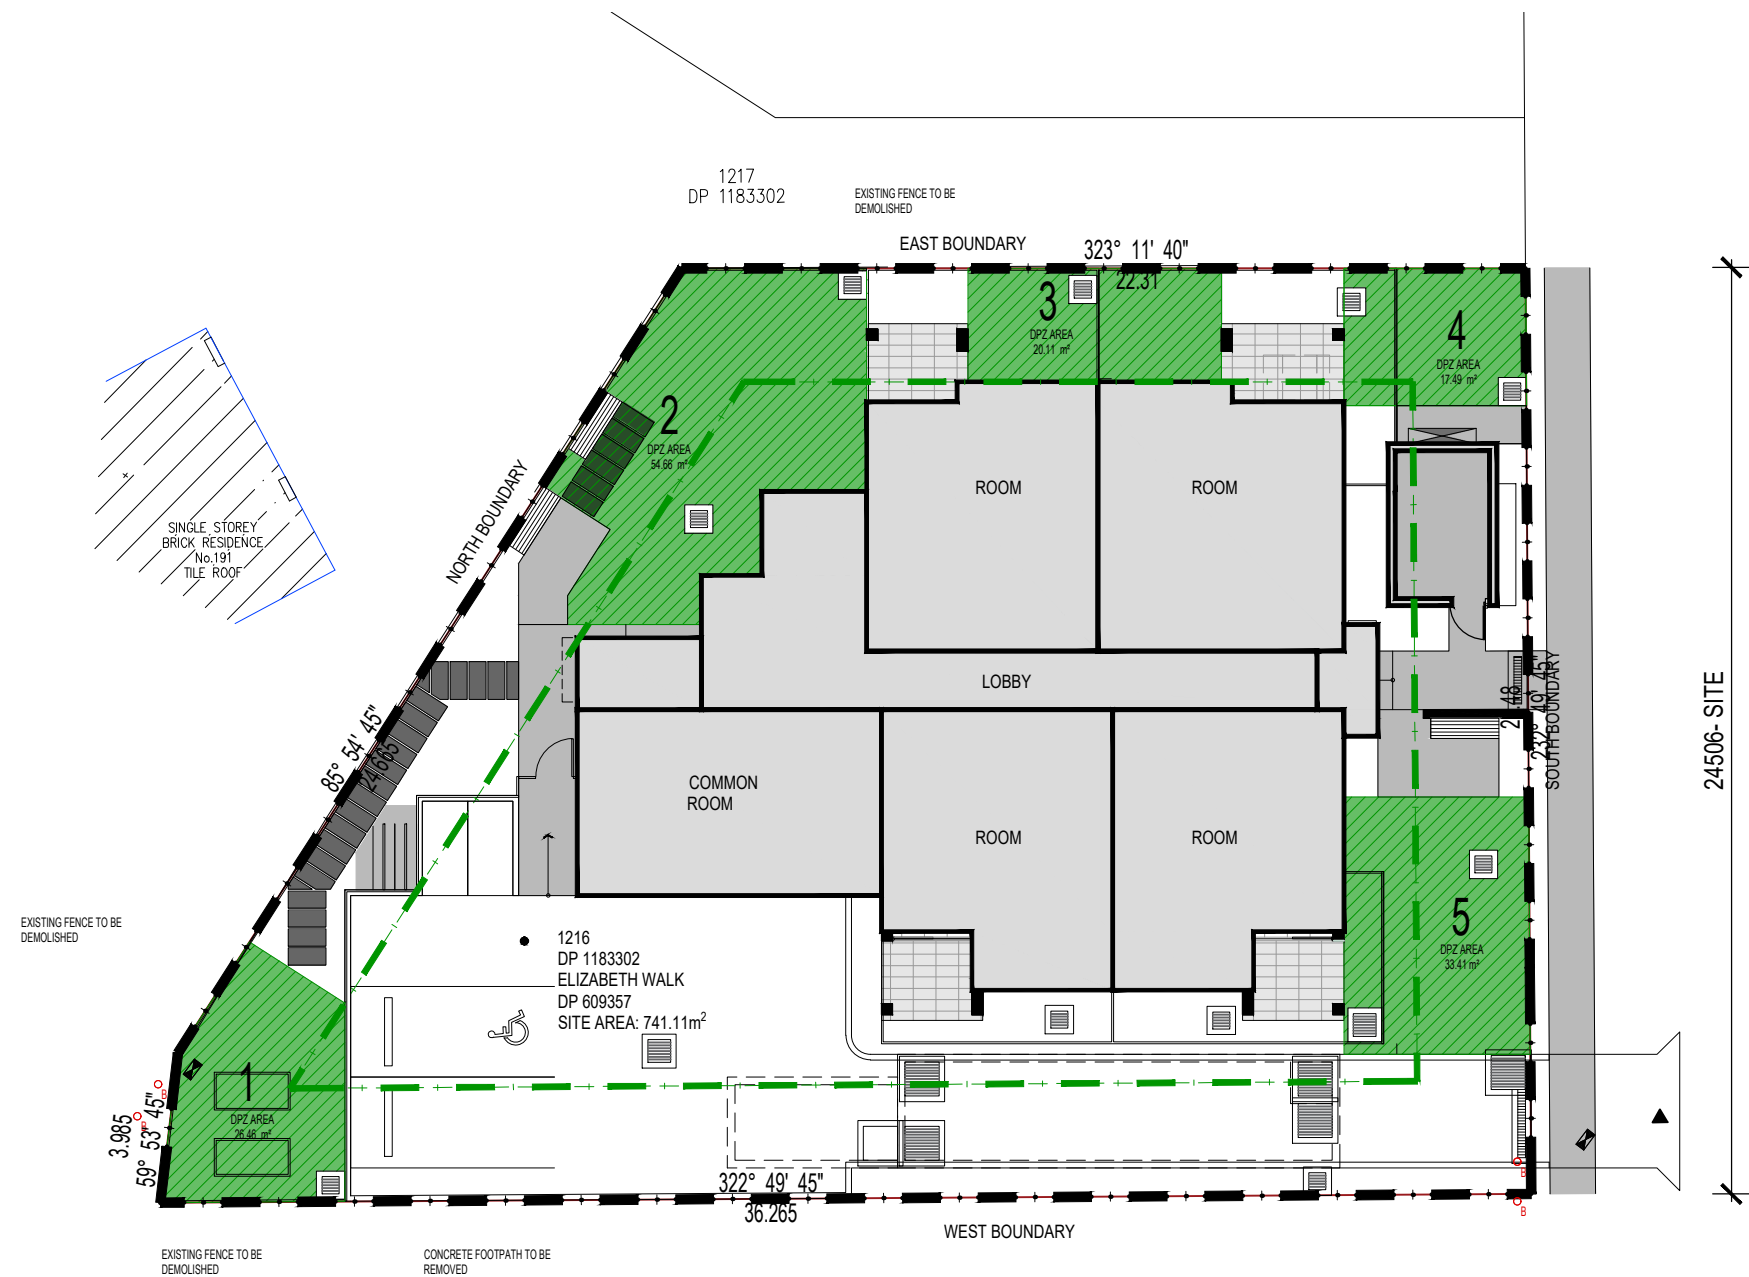 1217
DP 1183302
EXISTING FENCE TO BE
DEMOLISHED
EAST BOUNDARY
323° 11' 40"
22.31
3
DPZ AREA
20.11 m²
4
DPZ AREA
17.49 m²
2
DPZ AREA
54.66 m²
NORTH BOUNDARY
SINGLE STOREY
BRICK RESIDENCE
No.191
TILE ROOF
ROOM
ROOM
LOBBY
85° 54' 45"
24.665
232° 49' 45"
SOUTH BOUNDARY
24506- SITE
COMMON
ROOM
ROOM
ROOM
EXISTING FENCE TO BE
DEMOLISHED
1216
DP 1183302
ELIZABETH WALK
DP 609357
SITE AREA: 741.11m²
5
DPZ AREA
33.41 m²
1
DPZ AREA
26.46 m²
B
B
3.985
59° 53' 45"
B
B
322° 49' 45"
36.265
WEST BOUNDARY
EXISTING FENCE TO BE
DEMOLISHED
CONCRETE FOOTPATH TO BE
REMOVED